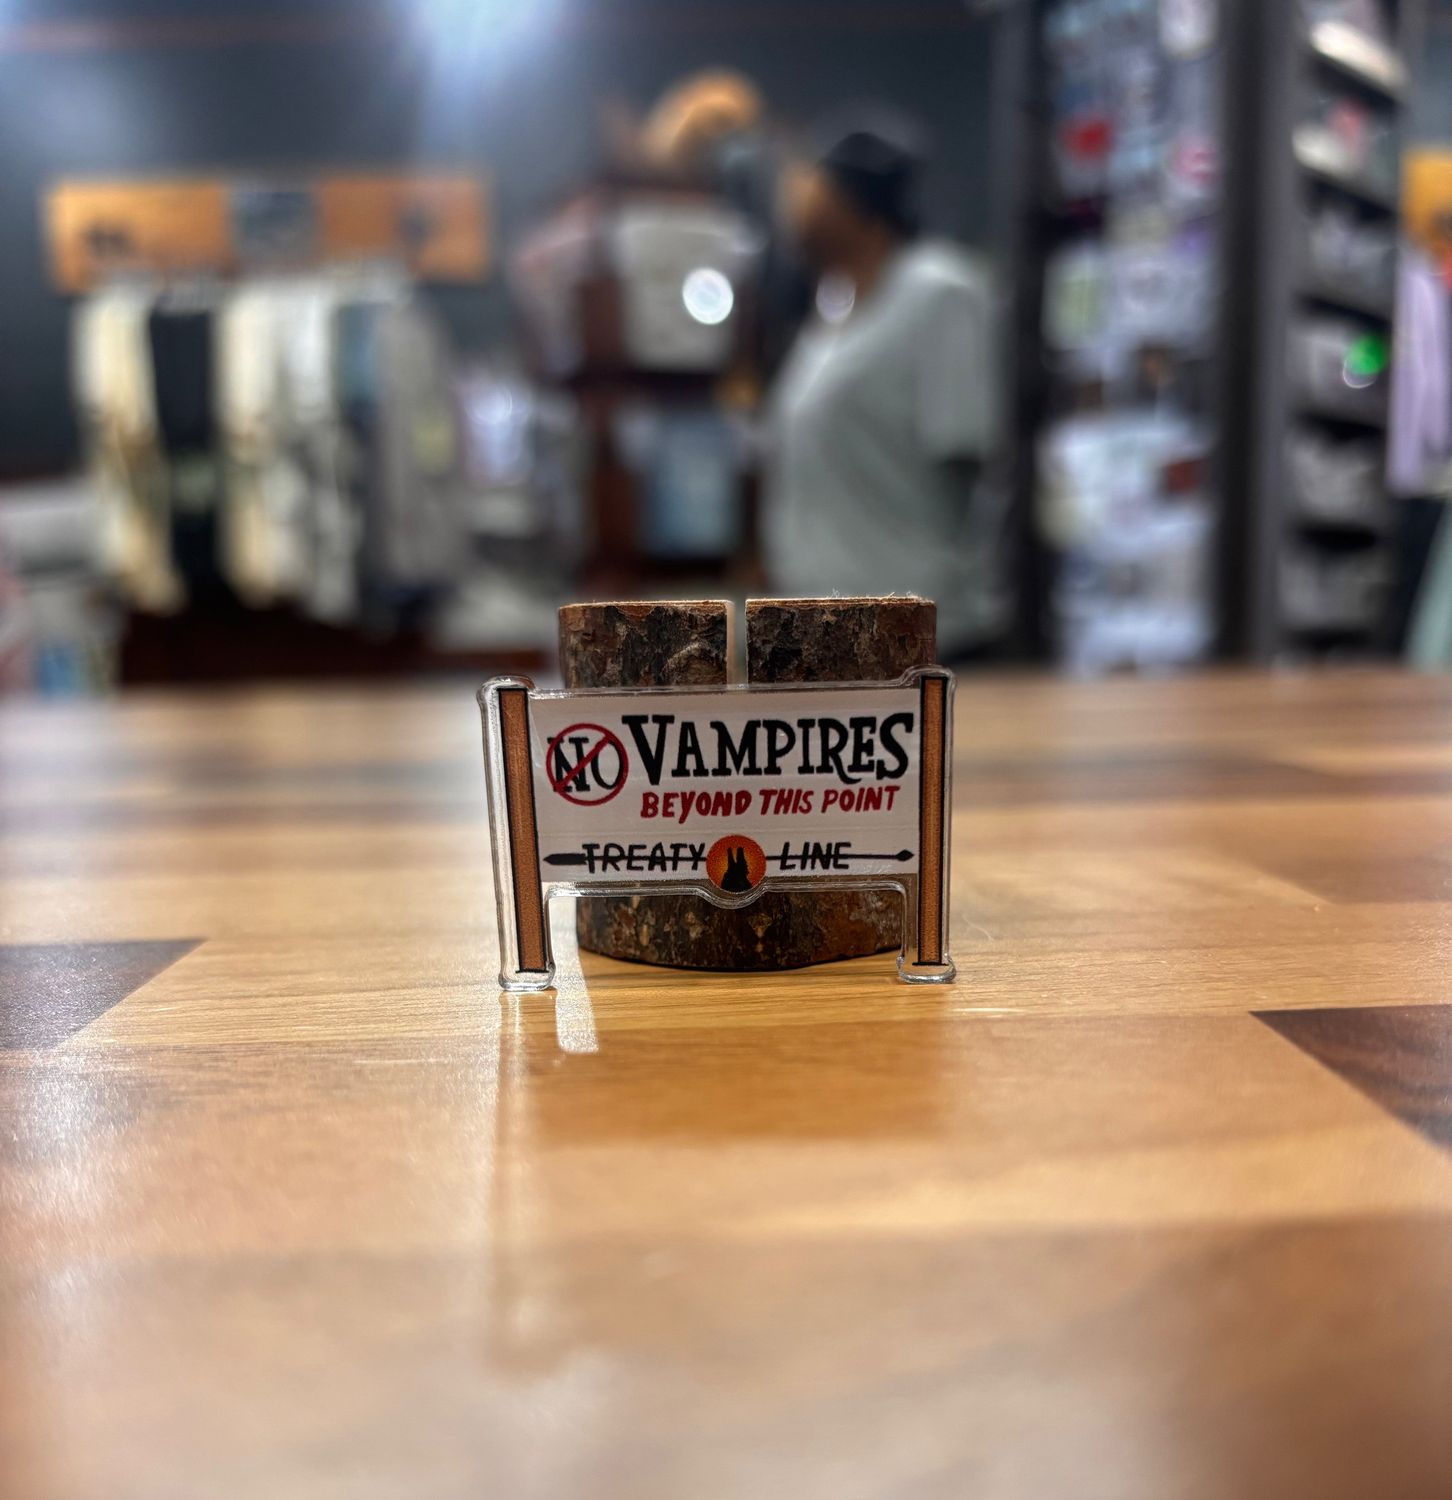 NO VAMPIRES
BEYOND THIS POINT
TREATY LINE